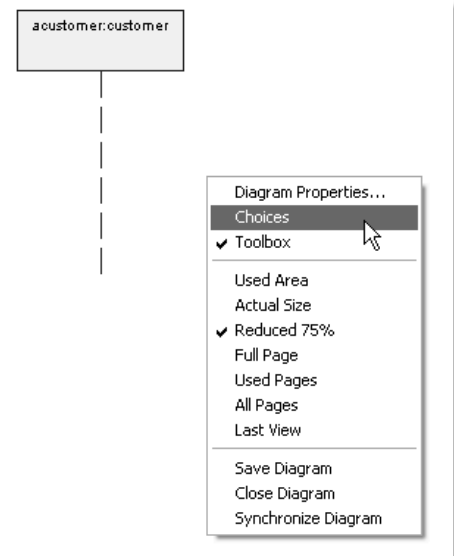 acustomer:customer
Diagram Properties...
Choices
Toolbox
Used Area
Actual Size
Reduced 75%
Full Page
Used Pages
All Pages
Last View
Save Diagram
Close Diagram
Synchronize Diagram